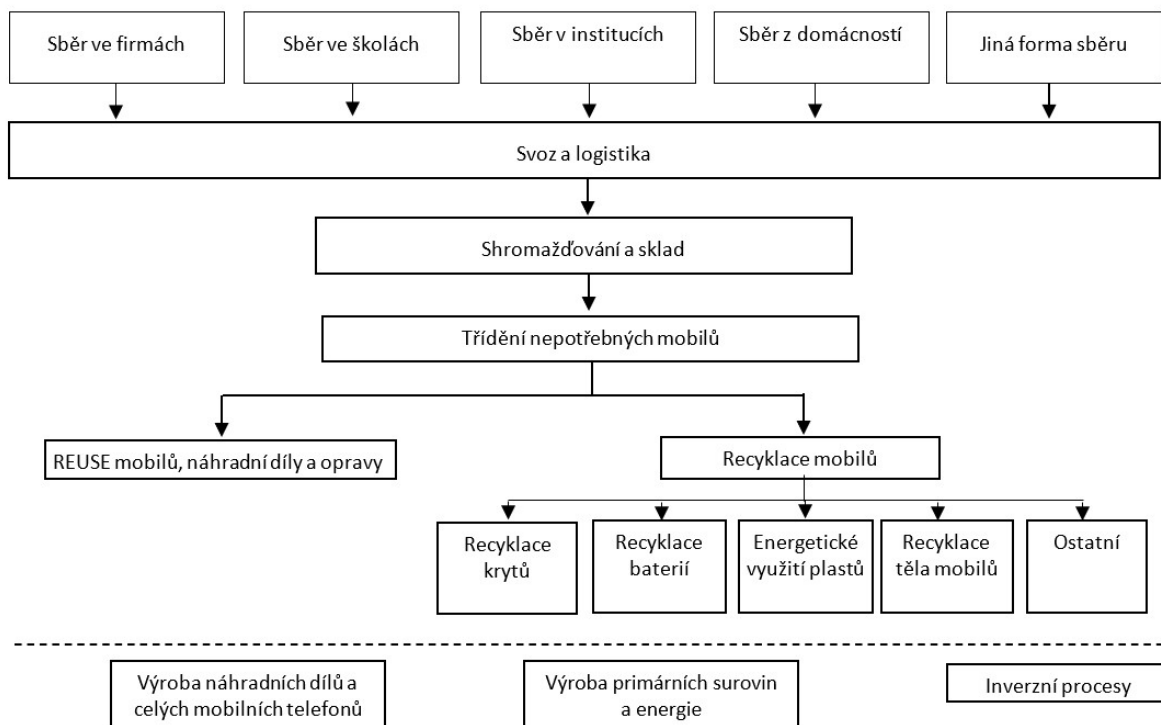 Sběr ve firmách
Sběr ve školách
Sběr v institucích
Sběr z domácností
Jiná forma sběru
Svoz a logistika
Shromažďování a sklad
Třídění nepotřebných mobilů
REUSE mobilů, náhradní díly a opravy
Recyklace mobilů
Recyklace
krytů
Recyklace
baterií
Energetické
využití plastů
Recyklace
těla mobilů
Ostatní
Výroba náhradních dílů a
celých mobilních telefonů
Výroba primárních surovin
a energie
Inverzní procesy